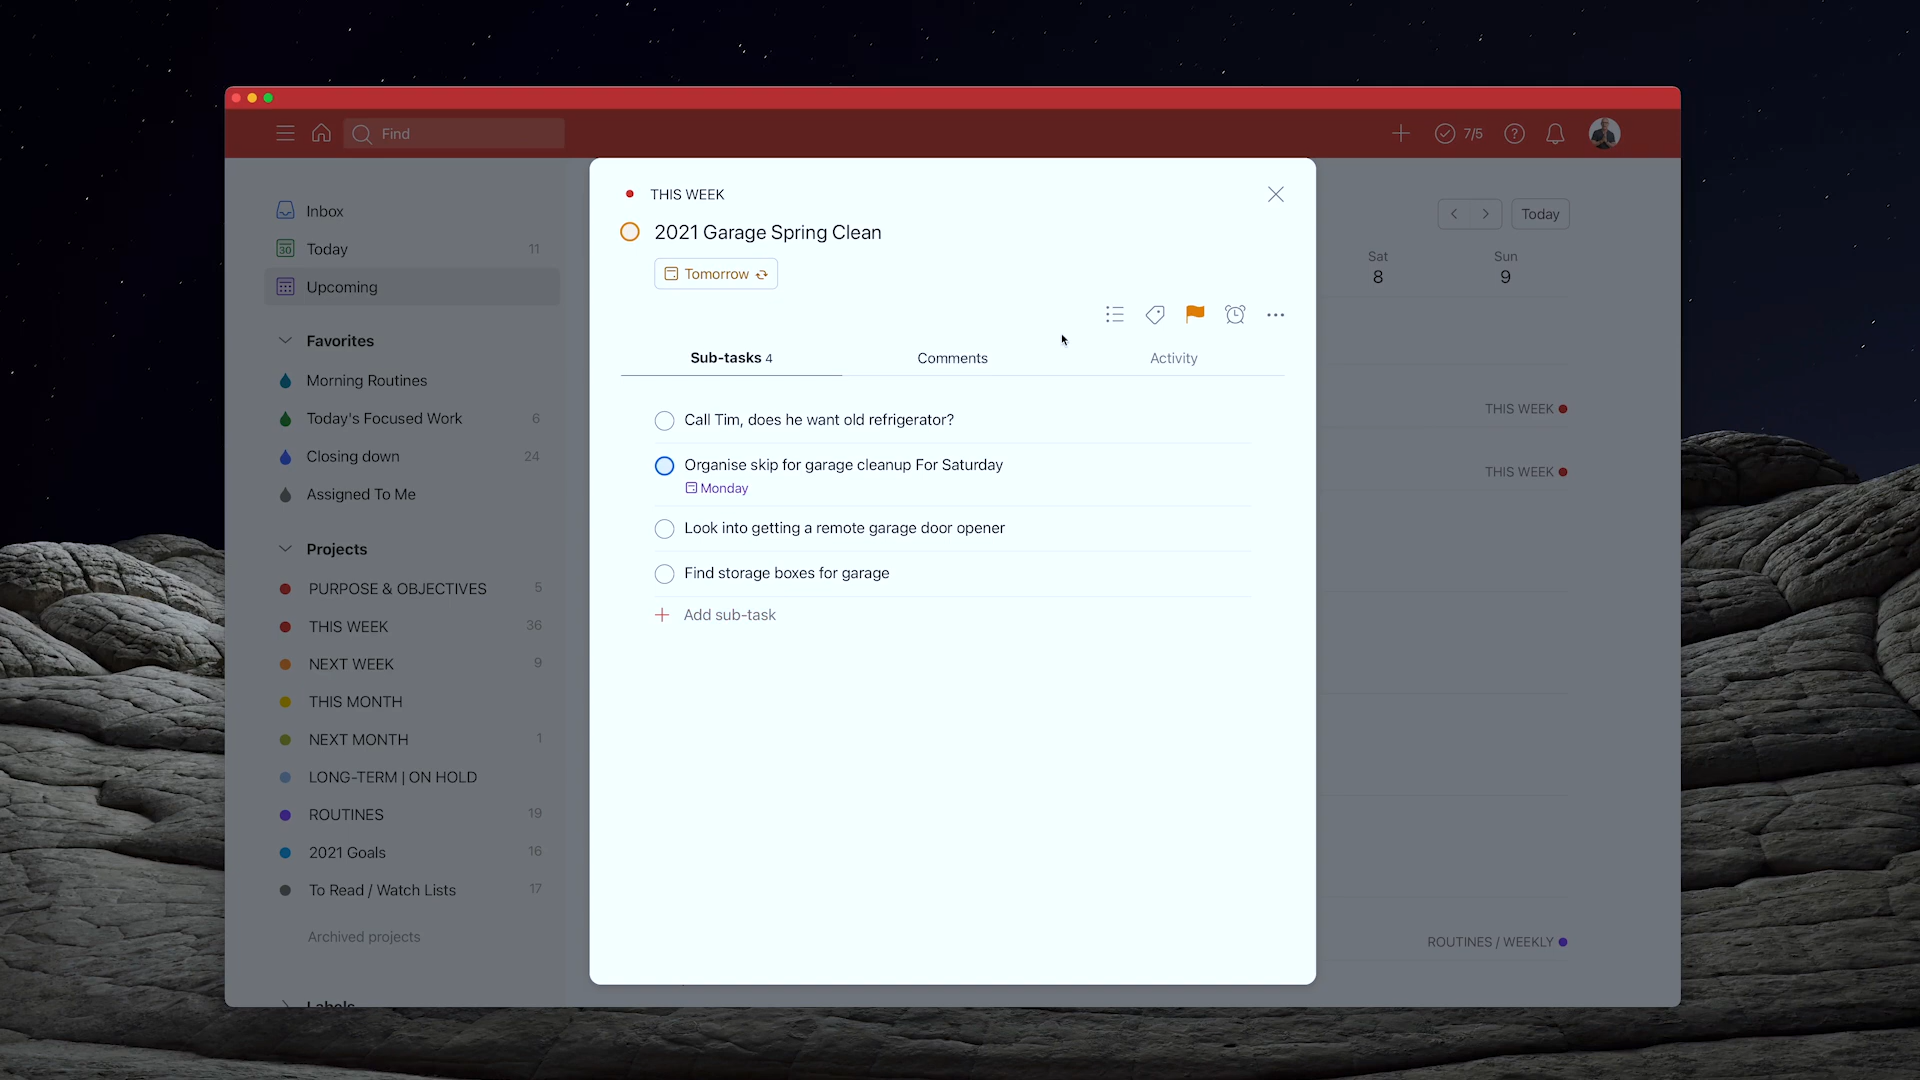 Find
7/5
Inbox
30
Today 11
Upcoming
Favorites
Morning Routines
Today's Focused Work 6
Closing down 24
Assigned To Me
Projects
PURPOSE & OBJECTIVES 5
THIS WEEK 36
NEXT WEEK 9
THIS MONTH
NEXT MONTH 1
LONG-TERM | ON HOLD
ROUTINES 19
2021 Goals 16
To Read / Watch Lists 17
Archived projects
Labels
THIS WEEK
2021 Garage Spring Clean
Tomorrow
Sub-tasks 4
Comments
Activity
Call Tim, does he want old refrigerator?
Organise skip for garage cleanup For Saturday
Monday
Look into getting a remote garage door opener
Find storage boxes for garage
Add sub-task
Today
Sat
8
Sun
9
THIS WEEK
THIS WEEK
ROUTINES / WEEKLY